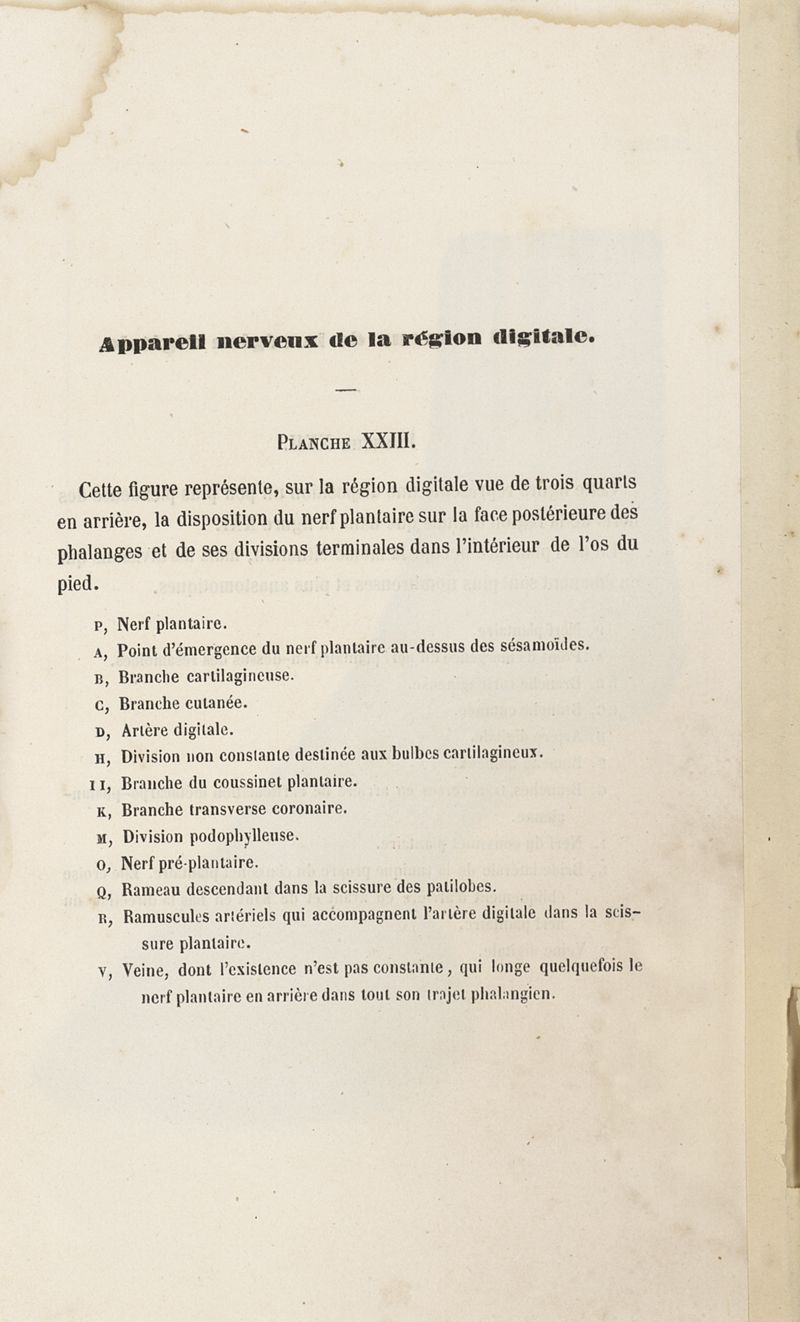 Appareil nerveux de la région digitale.
PLANCHE XXIII.
Cette figure représente, sur la région digitale vue de trois quarts
en arrière, la disposition du nerf plantaire sur la face postérieure des
phalanges et de ses divisions terminales dans l'intérieur de l'os du
pied.
P, Nerf plantaire.
A, Point d'émergence du nerf plantaire au-dessus des sésamoïdes.
B, Branche cartilagineuse.
C, Branche cutanée.
D, Artère digitale.
H, Division non constante destinée aux bulbes cartilagineux.
I I, Branche du coussinet plantaire.
K, Branche transverse coronaire.
M, Division podophylleuse.
O, Nerf pré-plantaire.
Q, Rameau descendant dans la scissure des patilobes.
R, Ramuscules artériels qui accompagnent l'artère digitale dans la scis-
sure plantaire.
V, Veine, dont l'existence n'est pas constante, qui longe quelquefois le
nerf plantaire en arrière dans tout son trajet phalangien.